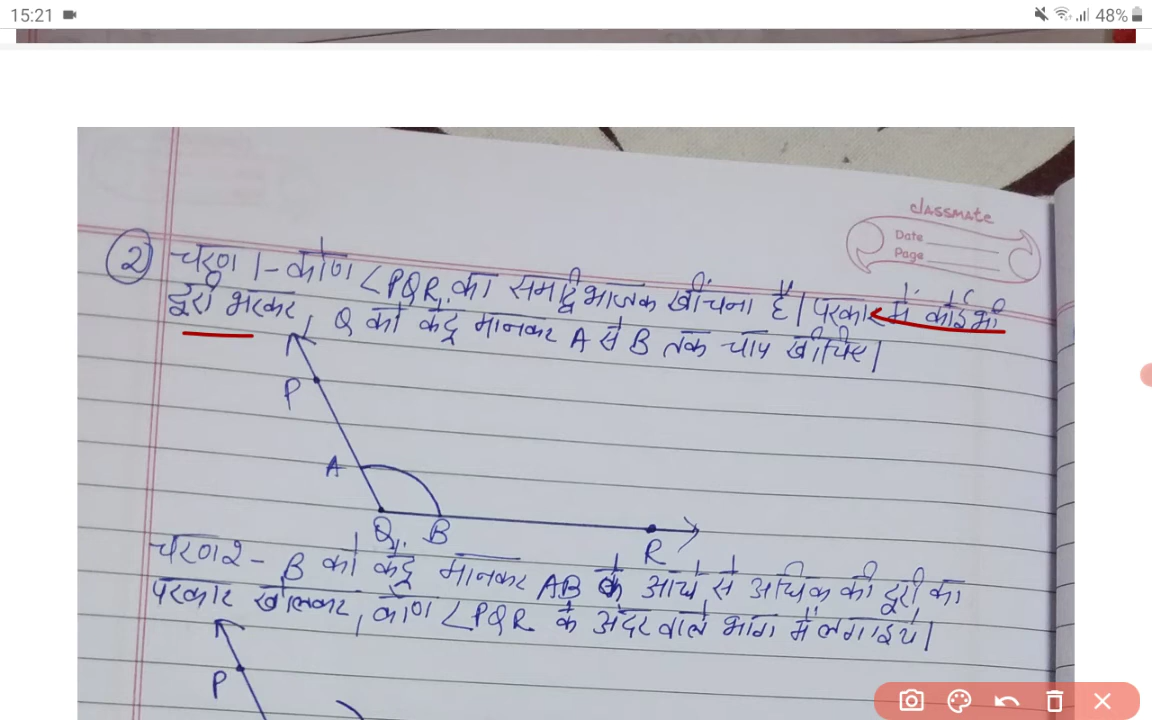 15:21
48%
classmate
Date
Page
② चरण 1- कोण ∠PQR का समद्विभाजक खींचना है। परकार में कोई भी
दूरी भरकर, Q को केंद्र मानकर A से B तक चाप खींचिए।
P
A
Q
B
R
चरण 2- B को केंद्र मानकर AB के आधे से अधिक की दूरी का
परकार खोलकर, कोण ∠PQR के अंदर वाले भाग में लगाइये।
P